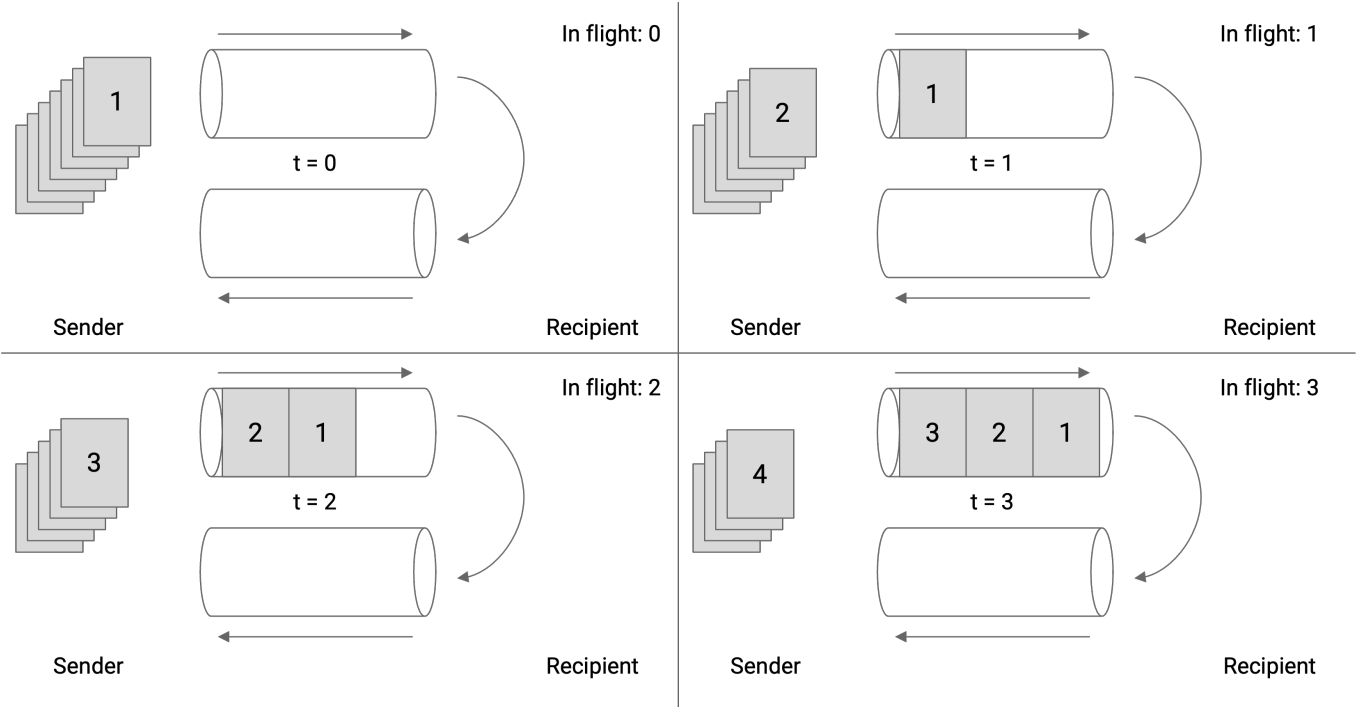 In flight: 0
1
t = 0
Sender
Recipient
In flight: 1
2
1
t = 1
Sender
Recipient
In flight: 2
3
2
1
t = 2
Sender
Recipient
In flight: 3
4
3
2
1
t = 3
Sender
Recipient